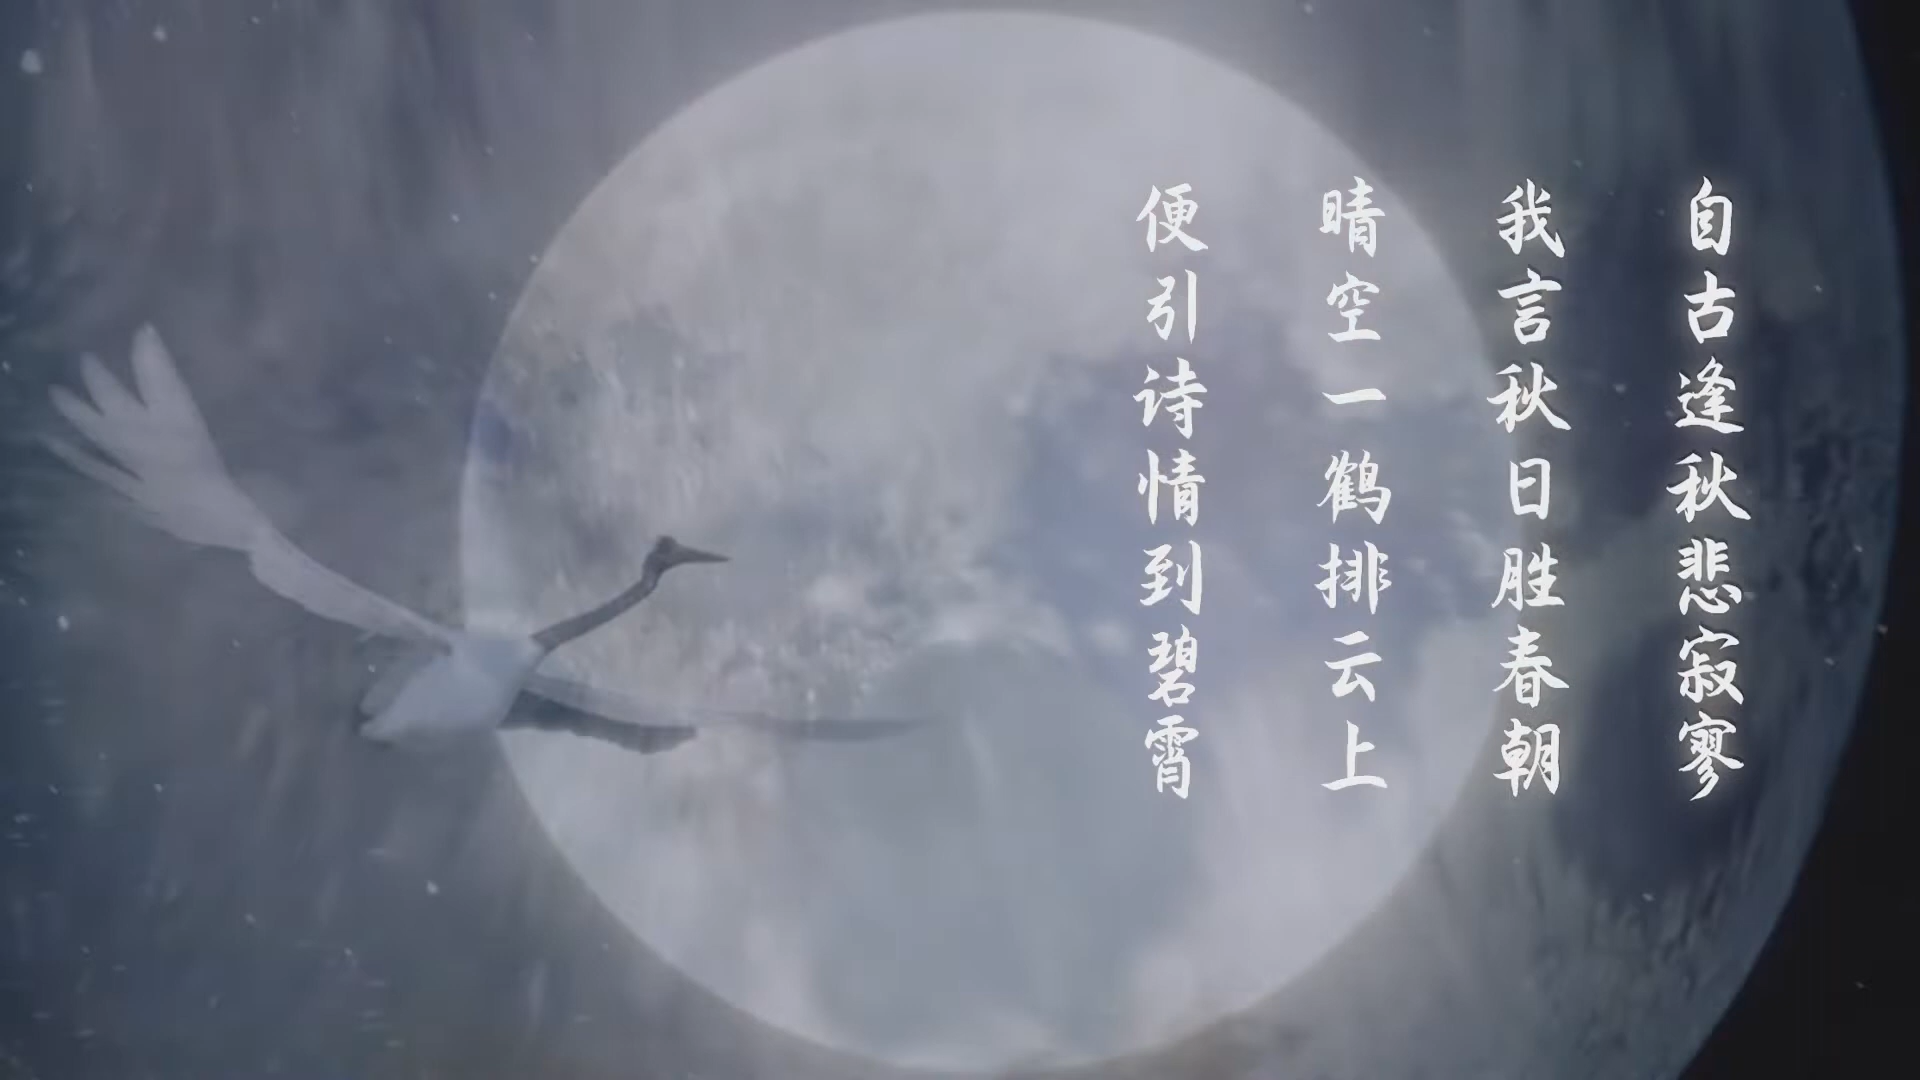 自古逢秋悲寂寥
我言秋日胜春朝
晴空一鹤排云上
便引诗情到碧霄